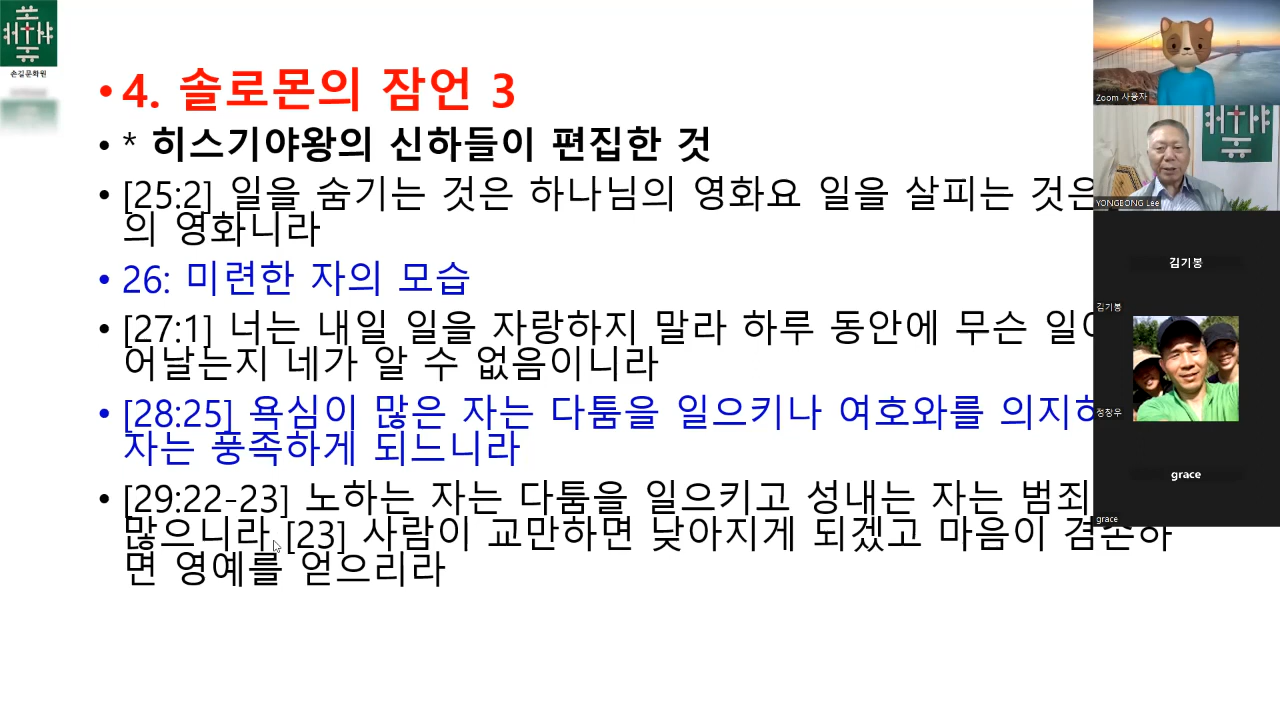 손길문화원
• 4. 솔로몬의 잠언 3
• * 히스기야왕의 신하들이 편집한 것
• [25:2] 일을 숨기는 것은 하나님의 영화요 일을 살피는 것은
의 영화니라
• 26: 미련한 자의 모습
• [27:1] 너는 내일 일을 자랑하지 말라 하루 동안에 무슨
어날는지 네가 알 수 없음이니라
• [28:25] 욕심이 많은 자는 다툼을 일으키나 여호와를
자는 풍족하게 되느니라
• [29:22-23] 노하는 자는 다툼을 일으키고 성내는 자는 범죄
많으니라 [23] 사람이 교만하면 낮아지게 되겠고 마음이 겸손하
면 영예를 얻으리라
Zoom 사용자
YONGBONG Lee
김기봉
김기봉
정창우
grace
grace